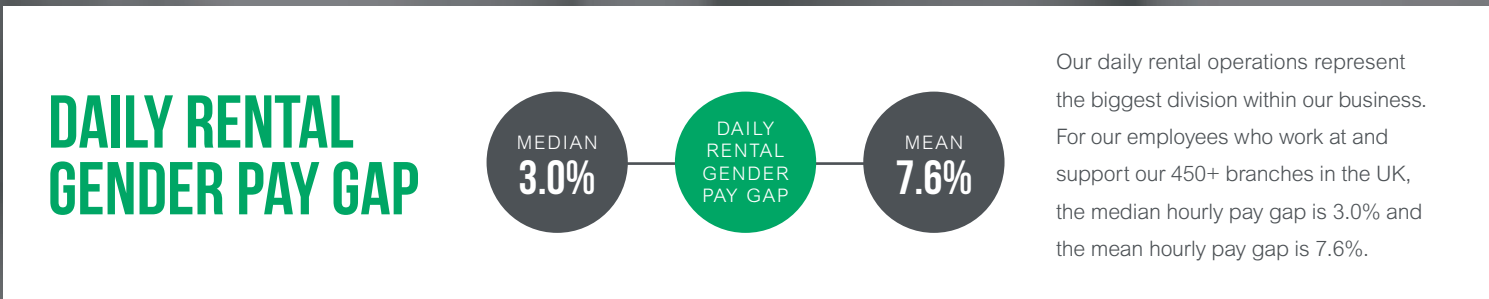 DAILY RENTAL
GENDER PAY GAP
MEDIAN
3.0%
DAILY
RENTAL
GENDER
PAY GAP
MEAN
7.6%
Our daily rental operations represent
the biggest division within our business.
For our employees who work at and
support our 450+ branches in the UK,
the median hourly pay gap is 3.0% and
the mean hourly pay gap is 7.6%.